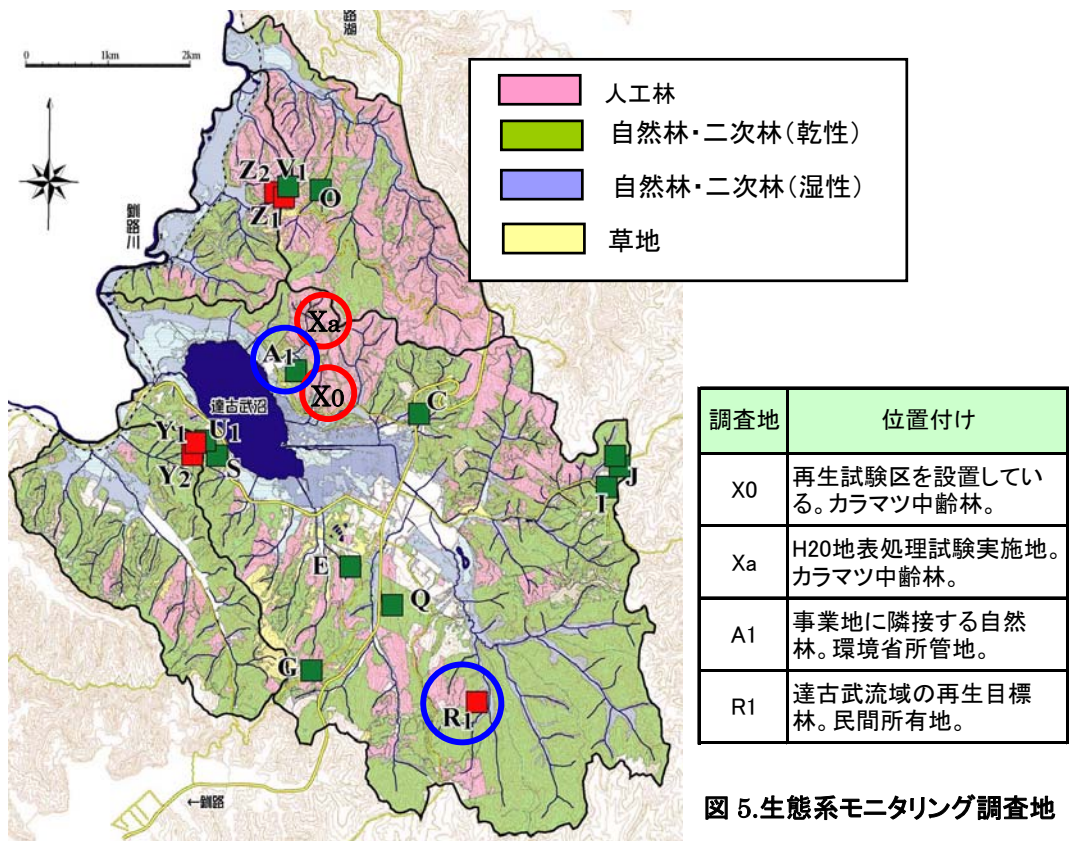 釧路湖
0 1km 2km
人工林
自然林・二次林(乾性)
自然林・二次林(湿性)
草地
Z2 V1 O
Z1
釧路川
Xa
A1
X0
達古武沼
C
Y1 U1
Y2 S
J
I
E
Q
G
R1
←釧路
調査地 位置付け
X0 再生試験区を設置してい
る。カラマツ中齢林。
Xa H20地表処理試験実施地。
カラマツ中齢林。
A1 事業地に隣接する自然
林。環境省所管地。
R1 達古武流域の再生目標
林。民間所有地。
図 5.生態系モニタリング調査地